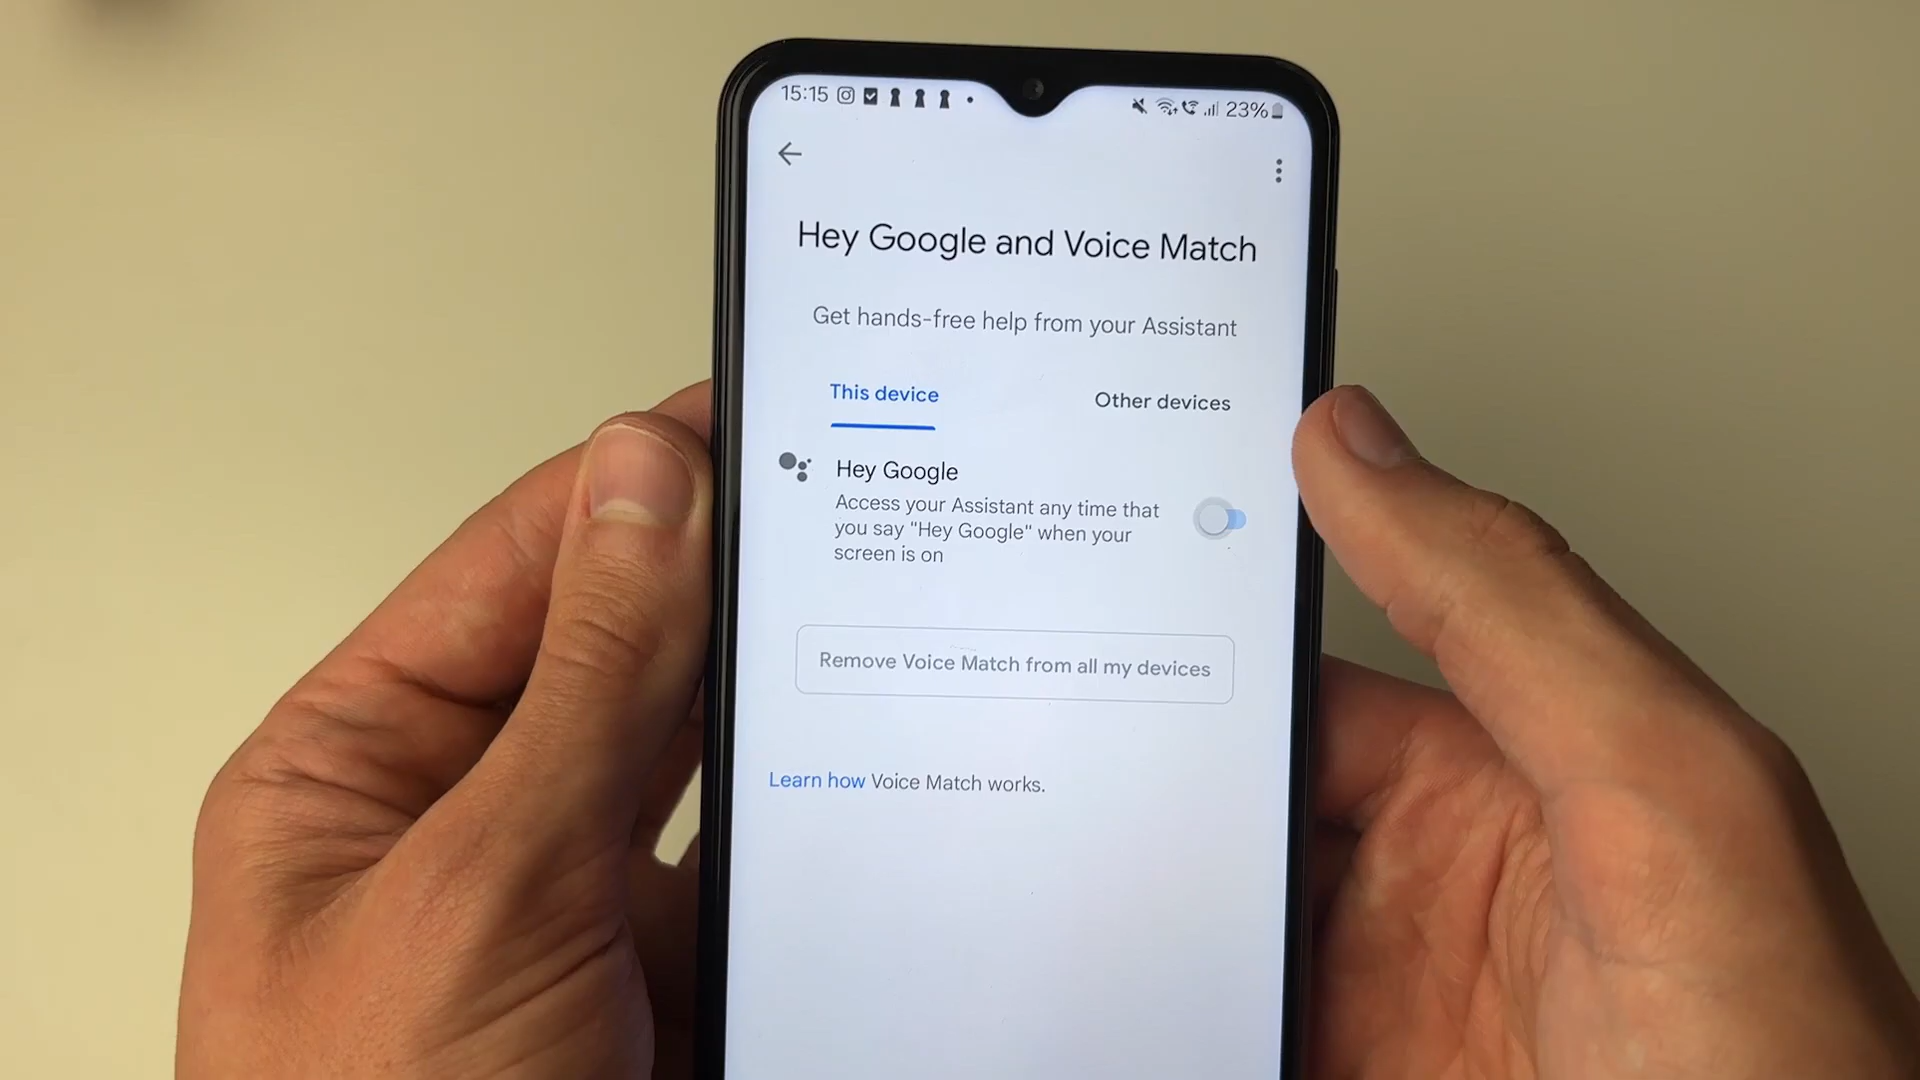 15:15
23%
Hey Google and Voice Match
Get hands-free help from your Assistant
This device
Other devices
Hey Google
Access your Assistant any time that
you say "Hey Google" when your
screen is on
Remove Voice Match from all my devices
Learn how Voice Match works.